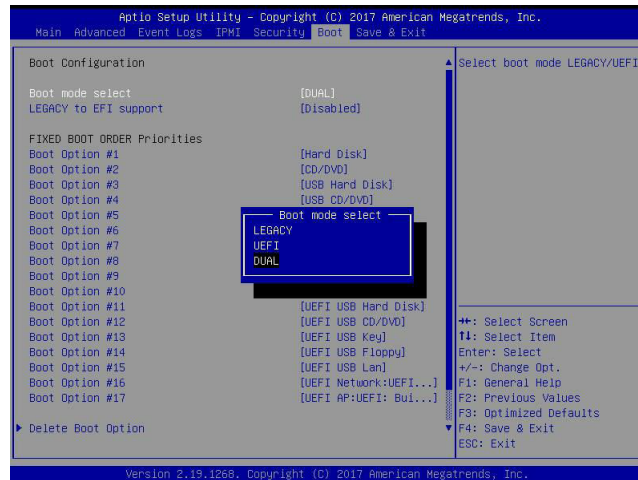 Aptio Setup Utility – Copyright (C) 2017 American Megatrends, Inc.
Main Advanced Event Logs IPMI Security Boot Save & Exit
Boot Configuration
Boot mode select [DUAL]
LEGACY to EFI support [Disabled]
FIXED BOOT ORDER Priorities
Boot Option #1 [Hard Disk]
Boot Option #2 [CD/DVD]
Boot Option #3 [USB Hard Disk]
Boot Option #4 [USB CD/DVD]
Boot Option #5
Boot Option #6
Boot Option #7
Boot Option #8
Boot Option #9
Boot Option #10
Boot mode select
LEGACY
UEFI
DUAL
Boot Option #11 [UEFI USB Hard Disk]
Boot Option #12 [UEFI USB CD/DVD]
Boot Option #13 [UEFI USB Key]
Boot Option #14 [UEFI USB Floppy]
Boot Option #15 [UEFI USB Lan]
Boot Option #16 [UEFI Network:UEFI...]
Boot Option #17 [UEFI AP:UEFI: Bui...]
Delete Boot Option
Select boot mode LEGACY/UEFI
→←: Select Screen
↑↓: Select Item
Enter: Select
+/-: Change Opt.
F1: General Help
F2: Previous Values
F3: Optimized Defaults
F4: Save & Exit
ESC: Exit
Version 2.19.1268. Copyright (C) 2017 American Megatrends, Inc.